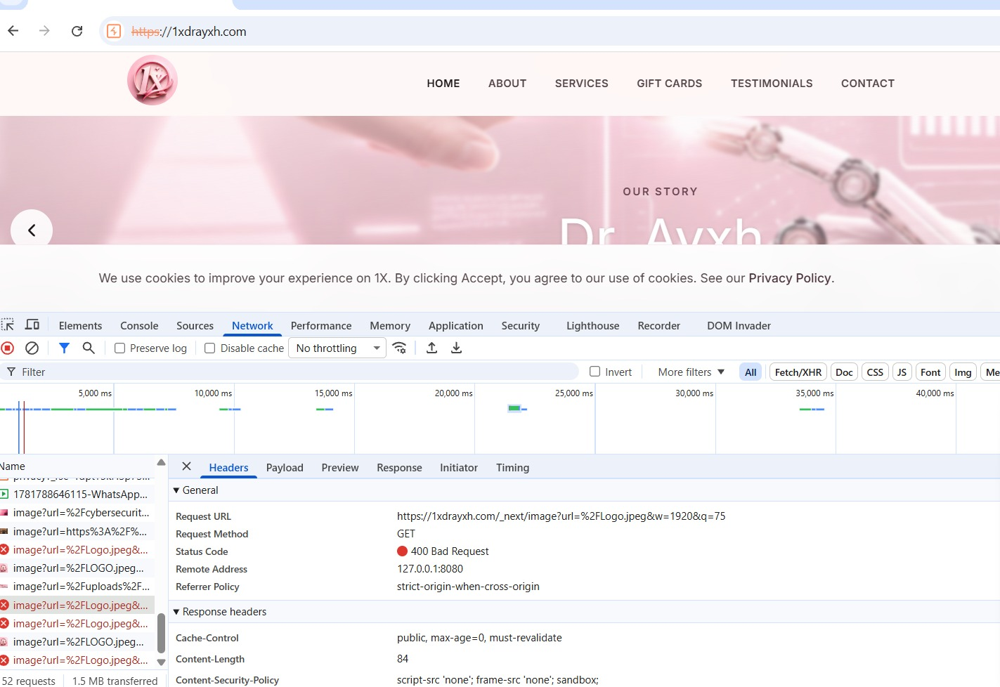 https://1xdrayxh.com
1x
HOME ABOUT SERVICES GIFT CARDS TESTIMONIALS CONTACT
OUR STORY
Dr. Ayxh
We use cookies to improve your experience on 1X. By clicking Accept, you agree to our use of cookies. See our Privacy Policy.
Elements Console Sources Network Performance Memory Application Security Lighthouse Recorder DOM Invader
Preserve log Disable cache No throttling
Filter Invert More filters All Fetch/XHR Doc CSS JS Font Img Me
5,000 ms 10,000 ms 15,000 ms 20,000 ms 25,000 ms 30,000 ms 35,000 ms 40,000 ms
Name
1781788646115-WhatsApp...
image?url=%2Fcybersecurit...
image?url=https%3A%2F%...
image?url=%2FLogo.jpeg&...
image?url=%2FLOGO.jpeg...
image?url=%2Fuploads%2F...
image?url=%2FLogo.jpeg&...
image?url=%2FLogo.jpeg&...
image?url=%2FLOGO.jpeg...
image?url=%2FLogo.jpeg&...
52 requests 1.5 MB transferred
Headers Payload Preview Response Initiator Timing
General
Request URL https://1xdrayxh.com/_next/image?url=%2FLogo.jpeg&w=1920&q=75
Request Method GET
Status Code 400 Bad Request
Remote Address 127.0.0.1:8080
Referrer Policy strict-origin-when-cross-origin
Response headers
Cache-Control public, max-age=0, must-revalidate
Content-Length 84
Content-Security-Policy script-src 'none'; frame-src 'none'; sandbox;